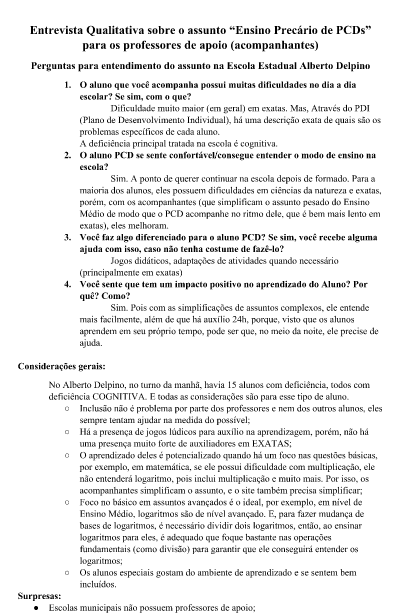 Entrevista Qualitativa sobre o assunto “Ensino Precário de PCDs”
para os professores de apoio (acompanhantes)
Perguntas para entendimento do assunto na Escola Estadual Alberto Delpino
1. O aluno que você acompanha possui muitas dificuldades no dia a dia
escolar? Se sim, com o que?
Dificuldade muito maior (em geral) em exatas. Mas, Através do PDI
(Plano de Desenvolvimento Individual), há uma descrição exata de quais são os
problemas específicos de cada aluno.
A deficiência principal tratada na escola é cognitiva.
2. O aluno PCD se sente confortável/consegue entender o modo de ensino na
escola?
Sim. A ponto de querer continuar na escola depois de formado. Para a
maioria dos alunos, eles possuem dificuldades em ciências da natureza e exatas,
porém, com os acompanhantes (que simplificam o assunto pesado do Ensino
Médio de modo que o PCD acompanhe no ritmo dele, que é bem mais lento em
exatas), eles melhoram.
3. Você faz algo diferenciado para o aluno PCD? Se sim, você recebe alguma
ajuda com isso, caso não tenha costume de fazê-lo?
Jogos didáticos, adaptações de atividades quando necessário
(principalmente em exatas)
4. Você sente que tem um impacto positivo no aprendizado do Aluno? Por
quê? Como?
Sim. Pois com as simplificações de assuntos complexos, ele entende
mais facilmente, além de que há auxílio 24h, porque, visto que os alunos
aprendem em seu próprio tempo, pode ser que, no meio da noite, ele precise de
ajuda.
Considerações gerais:
No Alberto Delpino, no turno da manhã, havia 15 alunos com deficiência, todos com
deficiência COGNITIVA. E todas as considerações são para esse tipo de aluno.
○ Inclusão não é problema por parte dos professores e nem dos outros alunos, eles
sempre tentam ajudar na medida do possível;
○ Há a presença de jogos lúdicos para auxílio na aprendizagem, porém, não há
uma presença muito forte de auxiliadores em EXATAS;
○ O aprendizado deles é potencializado quando há um foco nas questões básicas,
por exemplo, em matemática, se ele possui dificuldade com multiplicação, ele
não entenderá logaritmo, pois inclui multiplicação e muito mais. Por isso, os
acompanhantes simplificam o assunto, e o site também precisa simplificar;
○ Foco no básico em assuntos avançados é o ideal, por exemplo, em nível de
Ensino Médio, logaritmos são de nível avançado. E, para fazer mudança de
bases de logaritmos, é necessário dividir dois logaritmos, então, ao ensinar
logaritmos para eles, é adequado que foque bastante nas operações
fundamentais (como divisão) para garantir que ele conseguirá entender os
logaritmos;
○ Os alunos especiais gostam do ambiente de aprendizado e se sentem bem
incluídos.
Surpresas:
● Escolas municipais não possuem professores de apoio;